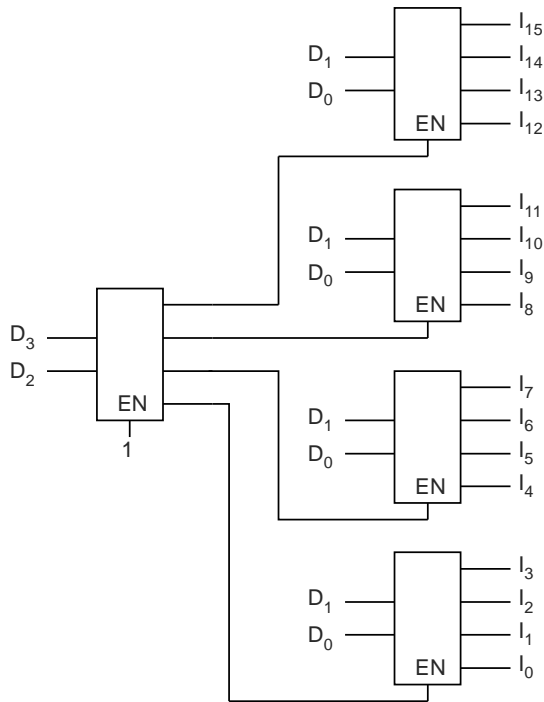 I15
D1 I14
D0 I13
I12
EN
I11
D1 I10
D0 I9
I8
EN
D3
D2
EN
1
I7
D1 I6
D0 I5
I4
EN
I3
D1 I2
D0 I1
I0
EN